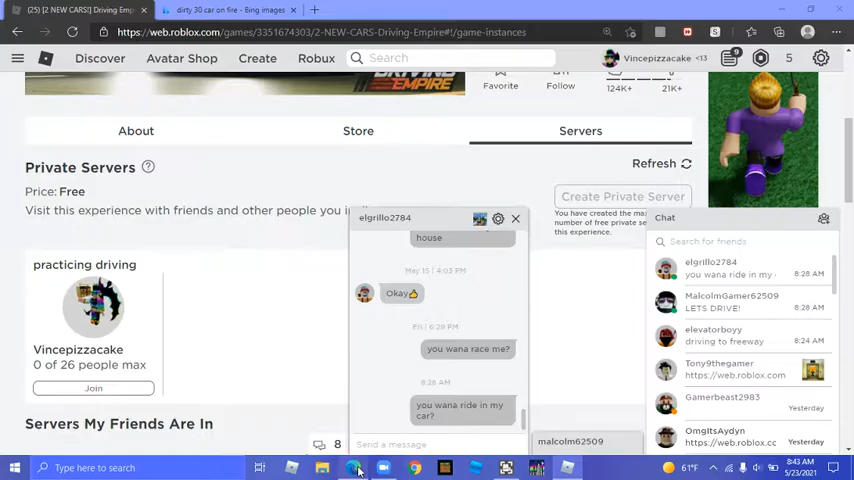 (25) [2 NEW CARS!] Driving Emp
dirty 30 car on fire - Bing images
https://web.roblox.com/games/3351674303/2-NEW-CARS-Driving-Empire#!/game-instances
Discover
Avatar Shop
Create
Robux
Search
Vincepizzacake <13
9
5
DRIVING
EMPIRE
Favorite
Follow
124K+
21K+
About
Store
Servers
Private Servers
Refresh
Price: Free
Create Private Server
Visit this experience with friends and other people you
You have created the max
number of free private se
this experience.
elgrillo2784
house
May 15 | 4:03 PM
Okay👍
Fri | 6:29 PM
you wana race me?
8:28 AM
you wana ride in my
car?
Send a message
Chat
Search for friends
elgrillo2784
you wana ride in my
8:28 AM
MalcolmGamer62509
LETS DRIVE!
8:28 AM
elevatorboyy
driving to freeway
8:24 AM
Tony9thegamer
https://web.roblox.com
Gamerbeast2983
Yesterday
OmgItsAydyn
https://web.roblox.cc
Yesterday
practicing driving
Vincepizzacake
0 of 26 people max
Join
Servers My Friends Are In
8
malcolm62509
Type here to search
61°F
8:43 AM
5/23/2021